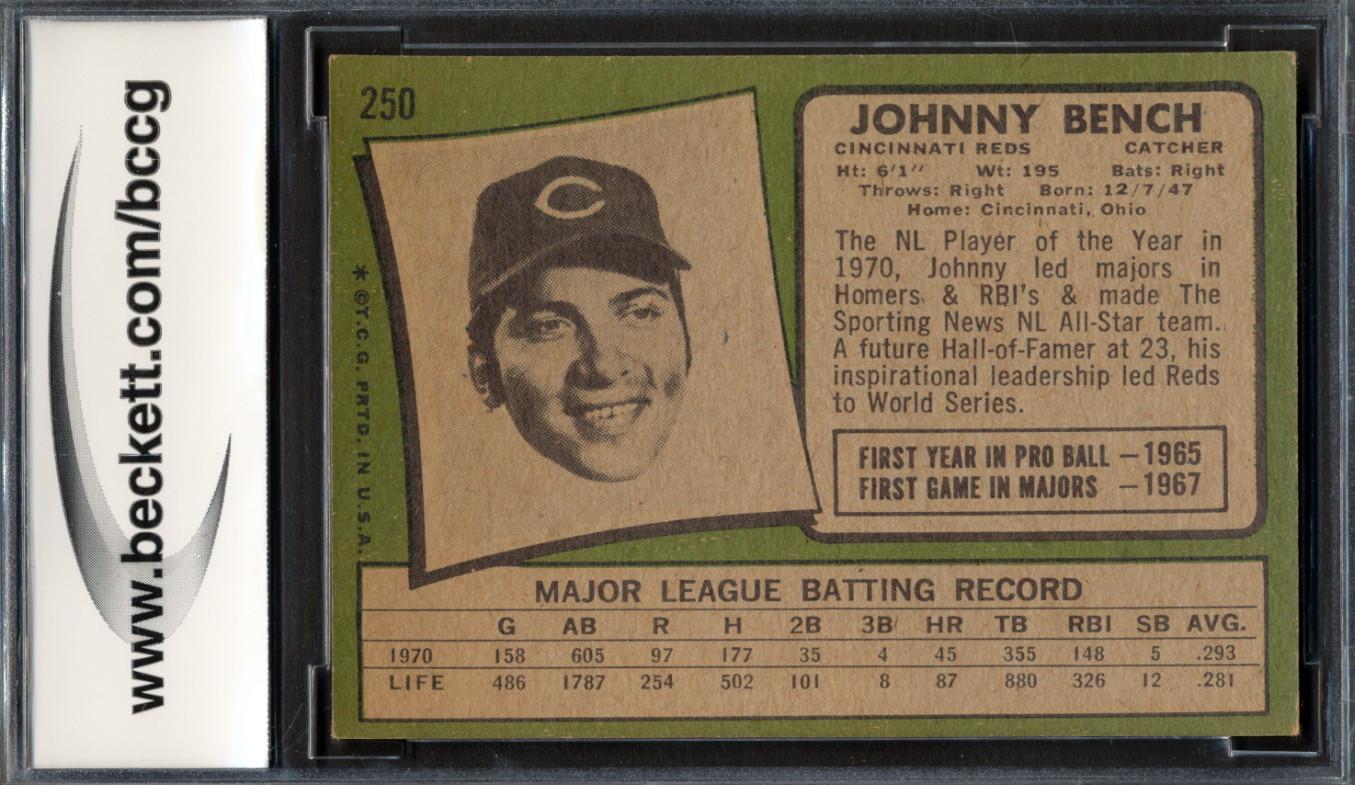 www.beckett.com/bccg
250
* ©T.C.G. PRTD. IN U.S.A.
JOHNNY BENCH
CINCINNATI REDS CATCHER
Ht: 6'1" Wt: 195 Bats: Right
Throws: Right Born: 12/7/47
Home: Cincinnati, Ohio
The NL Player of the Year in
1970, Johnny led majors in
Homers & RBI's & made The
Sporting News NL All-Star team.
A future Hall-of-Famer at 23, his
inspirational leadership led Reds
to World Series.
FIRST YEAR IN PRO BALL — 1965
FIRST GAME IN MAJORS — 1967
MAJOR LEAGUE BATTING RECORD
G AB R H 2B 3B HR TB RBI SB AVG.
1970 158 605 97 177 35 4 45 355 148 5 .293
LIFE 486 1787 254 502 101 8 87 880 326 12 .281